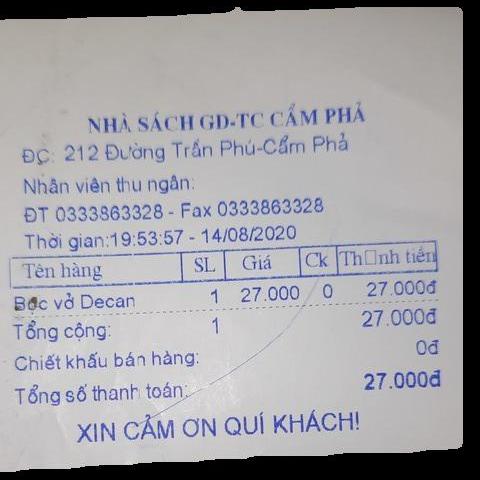 NHÀ SÁCH GD-TC CẨM PHẢ
ĐC: 212 Đường Trần Phú-Cẩm Phả
Nhân viên thu ngân:
ĐT 0333863328 - Fax 0333863328
Thời gian:19:53:57 - 14/08/2020
Tên hàng SL Giá Ck Th□nh tiền
Bọc vở Decan 1 27.000 0 27.000đ
Tổng cộng: 1 27.000đ
Chiết khấu bán hàng: 0đ
Tổng số thanh toán: 27.000đ
XIN CẢM ƠN QUÍ KHÁCH!